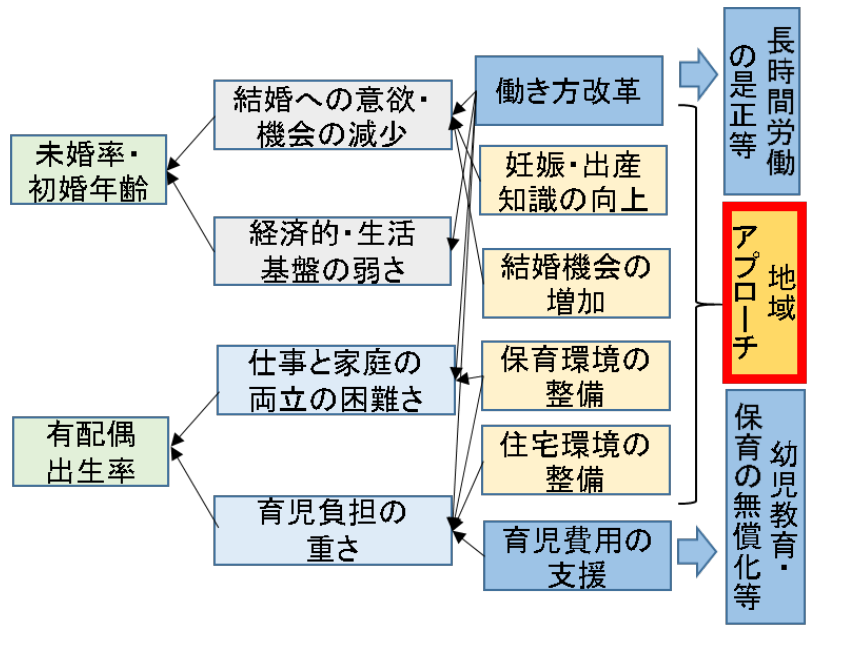 未婚率・
初婚年齢
有配偶
出生率
結婚への意欲・
機会の減少
経済的・生活
基盤の弱さ
仕事と家庭の
両立の困難さ
育児負担の
重さ
働き方改革
妊娠・出産
知識の向上
結婚機会の
増加
保育環境の
整備
住宅環境の
整備
育児費用の
支援
長時間労働
の是正等
地域
アプローチ
幼児教育・
保育の無償化等